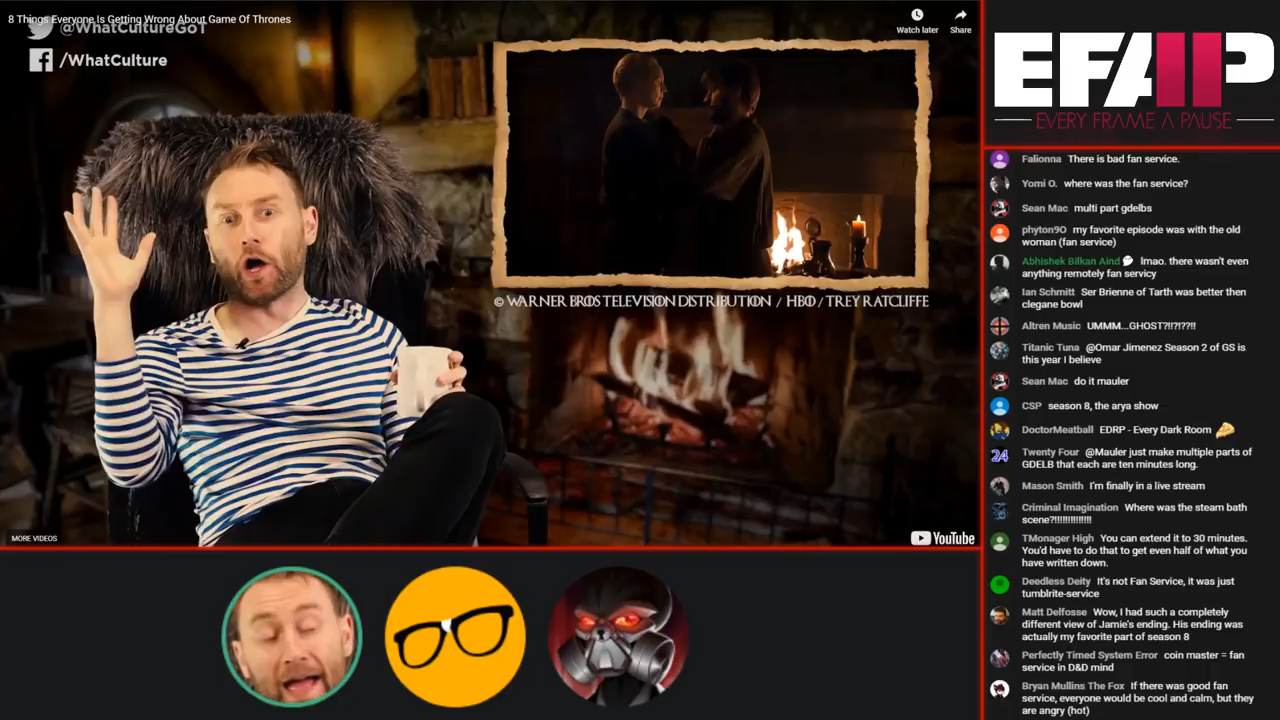 8 Things Everyone Is Getting Wrong About Game Of Thrones
@WhatCultureGoT
/WhatCulture
Watch later
Share
© WARNER BROS TELEVISION DISTRIBUTION / HBO / TREY RATCLIFFE
MORE VIDEOS
YouTube
EFAP
EVERY FRAME A PAUSE
Falionna There is bad fan service.
Yomi O. where was the fan service?
Sean Mac multi part gdelbs
phyton90 my favorite episode was with the old
woman (fan service)
Abhishek Bilkan Aind lmao. there wasn't even
anything remotely fan servicy
Ian Schmitt Ser Brienne of Tarth was better then
clegane bowl
Altren Music UMMM...GHOST?!!?!??!!
Titanic Tuna @Omar Jimenez Season 2 of GS is
this year I believe
Sean Mac do it mauler
CSP season 8, the arya show
DoctorMeatball EDRP - Every Dark Room
24
Twenty Four @Mauler just make multiple parts of
GDELB that each are ten minutes long.
Mason Smith I'm finally in a live stream
Criminal Imagination Where was the steam bath
scene?!!!!!!!!!!!!!!
TMonager High You can extend it to 30 minutes.
You'd have to do that to get even half of what you
have written down.
Deedless Deity It's not Fan Service, it was just
tumblrite-service
Matt Delfosse Wow, I had such a completely
different view of Jamie's ending. His ending was
actually my favorite part of season 8
Perfectly Timed System Error coin master = fan
service in D&D mind
Bryan Mullins The Fox If there was good fan
service, everyone would be cool and calm, but they
are angry (hot)